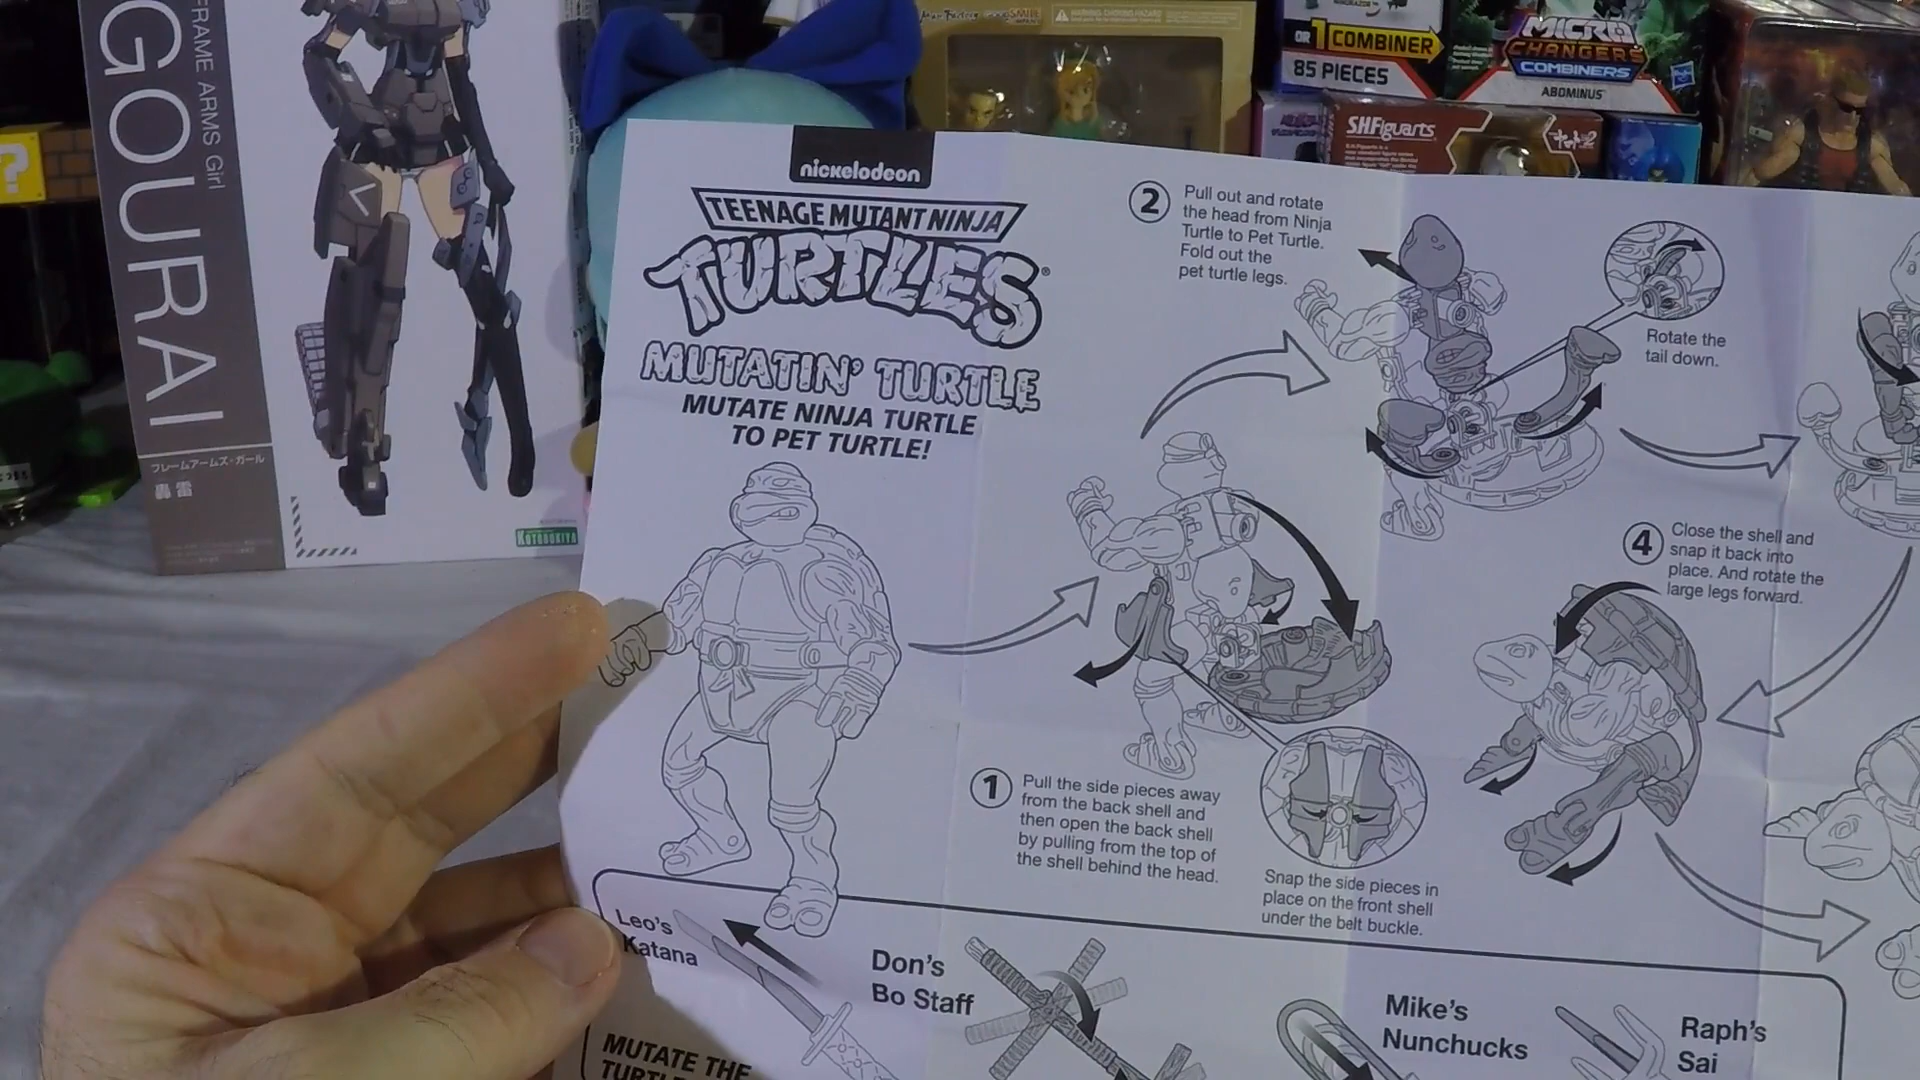 GOURAI
FRAME ARMS Girl
フレームアームズ・ガール
轟雷
KOTOBUKIYA
OR 1 COMBINER
85 PIECES
MICRO
CHANGERS
COMBINERS
ABOMINUS
S.H.Figuarts
nickelodeon
TEENAGE MUTANT NINJA
TURTLES®
MUTATIN' TURTLE
MUTATE NINJA TURTLE
TO PET TURTLE!
1
Pull the side pieces away
from the back shell and
then open the back shell
by pulling from the top of
the shell behind the head.
Snap the side pieces in
place on the front shell
under the belt buckle.
2
Pull out and rotate
the head from Ninja
Turtle to Pet Turtle.
Fold out the
pet turtle legs.
Rotate the
tail down.
4
Close the shell and
snap it back into
place. And rotate the
large legs forward.
Leo's
Katana
Don's
Bo Staff
Mike's
Nunchucks
Raph's
Sai
MUTATE THE